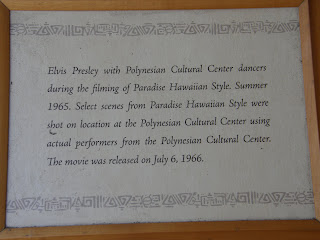 Elvis Presley with Polynesian Cultural Center dancers
during the filming of Paradise Hawaiian Style. Summer
1965. Select scenes from Paradise Hawaiian Style were
shot on location at the Polynesian Cultural Center using
actual performers from the Polynesian Cultural Center.
The movie was released on July 6, 1966.